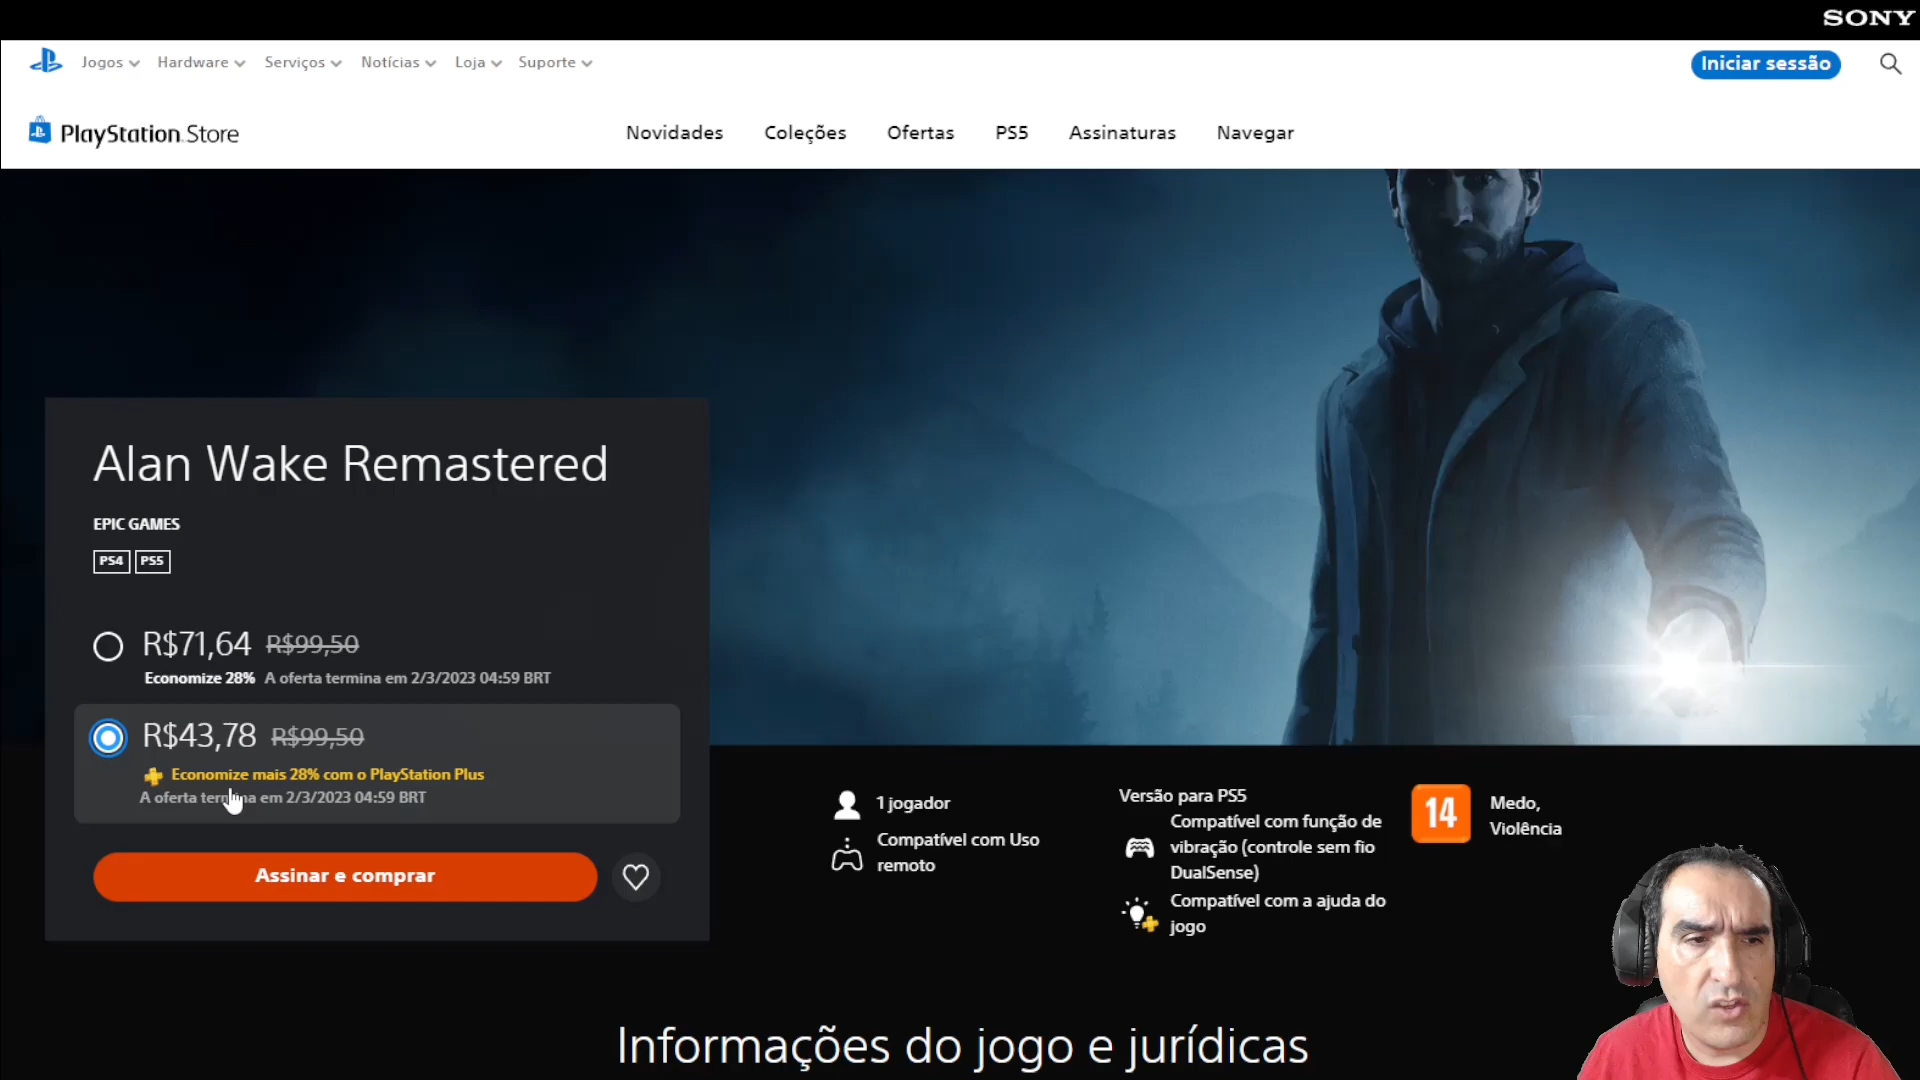 SONY
Jogos Hardware Serviços Notícias Loja Suporte
Iniciar sessão
PlayStation Store
Novidades Coleções Ofertas PS5 Assinaturas Navegar
Alan Wake Remastered
EPIC GAMES
PS4 PS5
R$71,64 R$99,50
Economize 28% A oferta termina em 2/3/2023 04:59 BRT
R$43,78 R$99,50
Economize mais 28% com o PlayStation Plus
A oferta termina em 2/3/2023 04:59 BRT
Assinar e comprar
1 jogador
Compatível com Uso
remoto
Versão para PS5
Compatível com função de
vibração (controle sem fio
DualSense)
Compatível com a ajuda do
jogo
14
Medo,
Violência
Informações do jogo e jurídicas